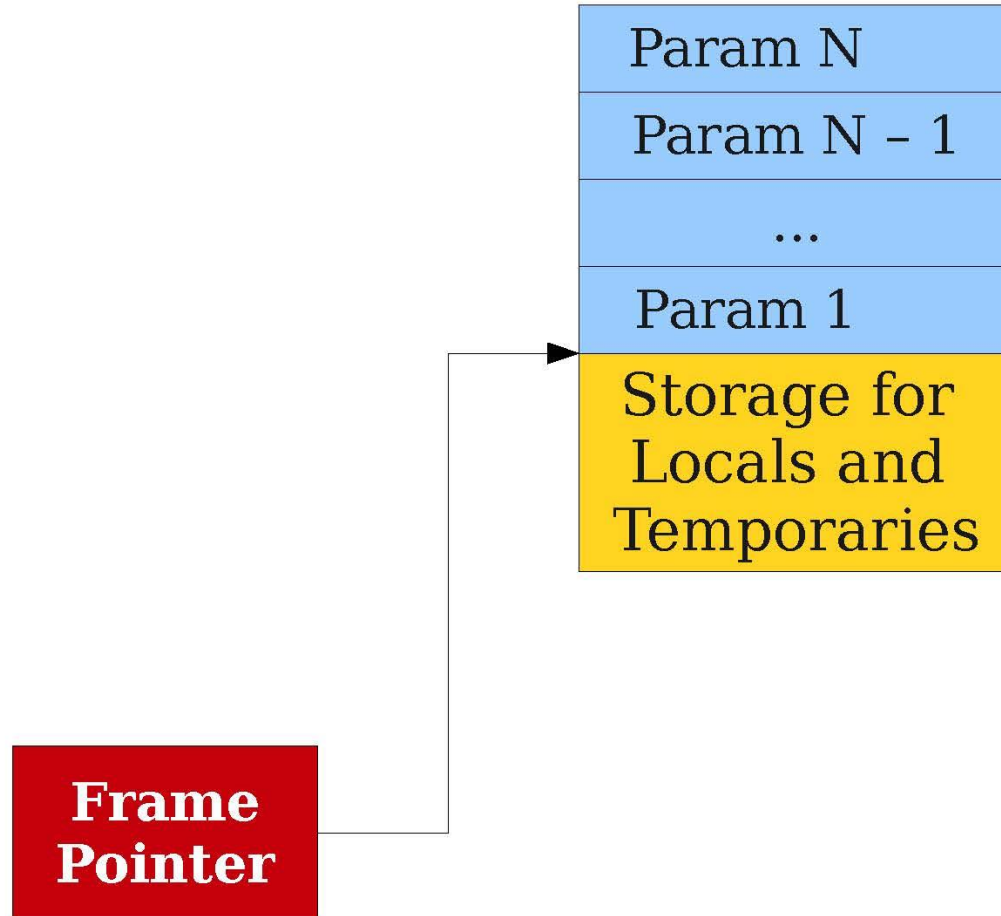 Param N
Param N – 1
...
Param 1
Storage for
Locals and
Temporaries
Frame
Pointer